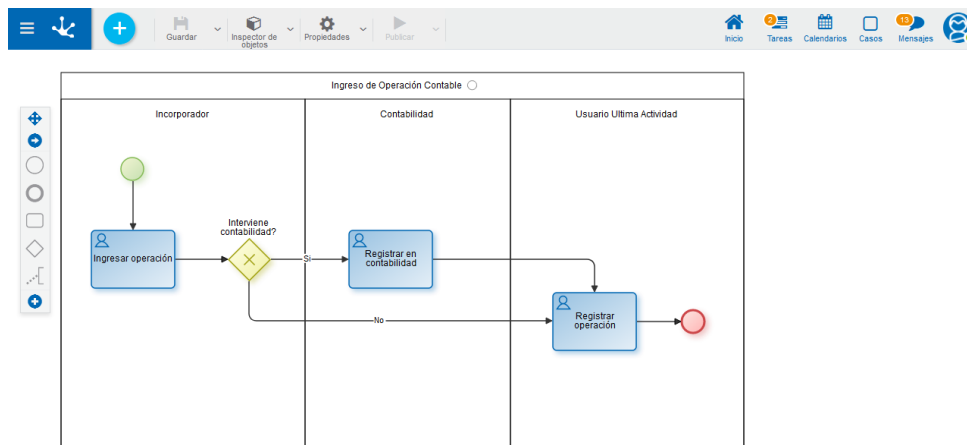 Guardar
Inspector de
objetos
Propiedades
Publicar
Inicio
2
Tareas
Calendarios
Casos
13
Mensajes
Ingreso de Operación Contable
Incorporador
Contabilidad
Usuario Ultima Actividad
Interviene
contabilidad?
Ingresar operación
Si
Registrar en
contabilidad
No
Registrar
operación